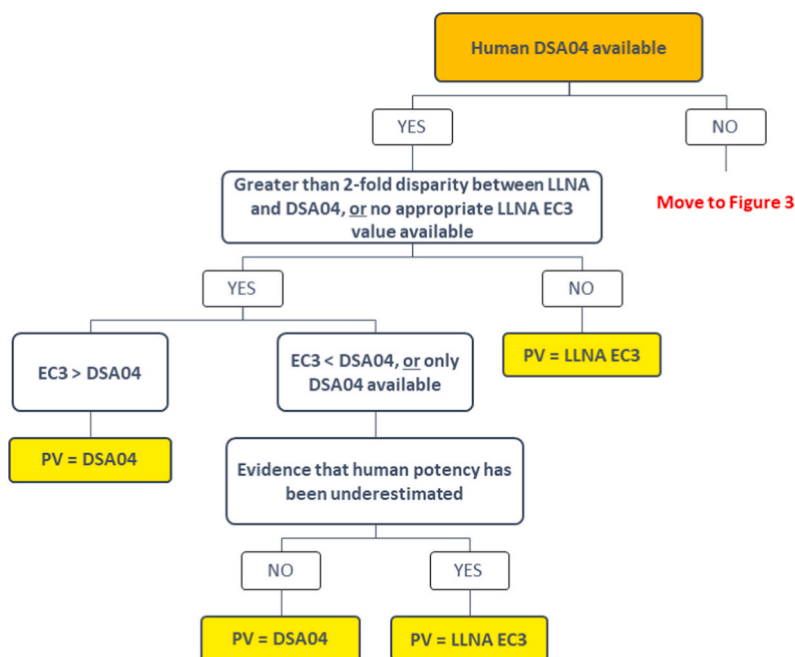 Human DSA04 available
YES
NO
Greater than 2-fold disparity between LLNA
and DSA04, or no appropriate LLNA EC3
value available
Move to Figure 3
YES
NO
EC3 > DSA04
EC3 < DSA04, or only
DSA04 available
PV = LLNA EC3
PV = DSA04
Evidence that human potency has
been underestimated
NO
YES
PV = DSA04
PV = LLNA EC3